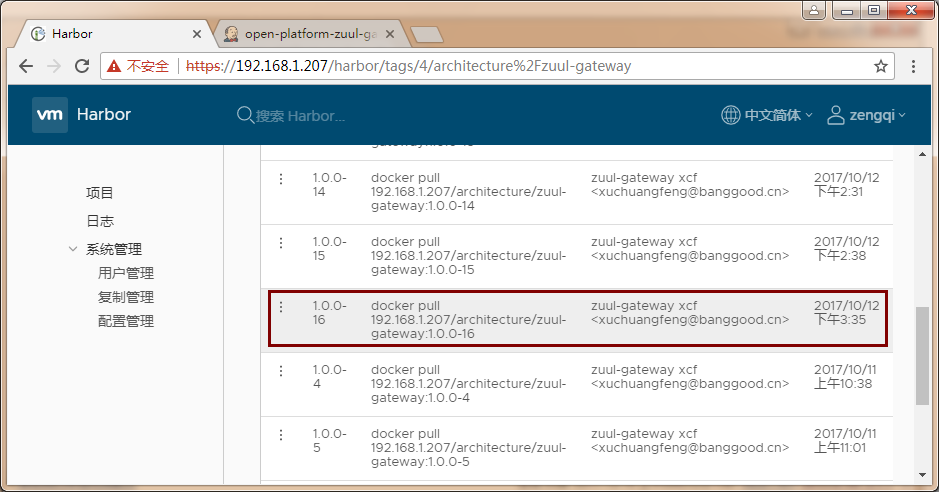 Harbor
open-platform-zuul-ga
不安全 https://192.168.1.207/harbor/tags/4/architecture%2Fzuul-gateway
vm Harbor
搜索 Harbor...
中文简体
zengqi
项目
日志
系统管理
用户管理
复制管理
配置管理
1.0.0-
14
docker pull
192.168.1.207/architecture/zuul-
gateway:1.0.0-14
zuul-gateway xcf
<xuchuangfeng@banggood.cn>
2017/10/12
下午2:31
1.0.0-
15
docker pull
192.168.1.207/architecture/zuul-
gateway:1.0.0-15
zuul-gateway xcf
<xuchuangfeng@banggood.cn>
2017/10/12
下午2:38
1.0.0-
16
docker pull
192.168.1.207/architecture/zuul-
gateway:1.0.0-16
zuul-gateway xcf
<xuchuangfeng@banggood.cn>
2017/10/12
下午3:35
1.0.0-
4
docker pull
192.168.1.207/architecture/zuul-
gateway:1.0.0-4
zuul-gateway xcf
<xuchuangfeng@banggood.cn>
2017/10/11
上午10:38
1.0.0-
5
docker pull
192.168.1.207/architecture/zuul-
gateway:1.0.0-5
zuul-gateway xcf
<xuchuangfeng@banggood.cn>
2017/10/11
上午11:01